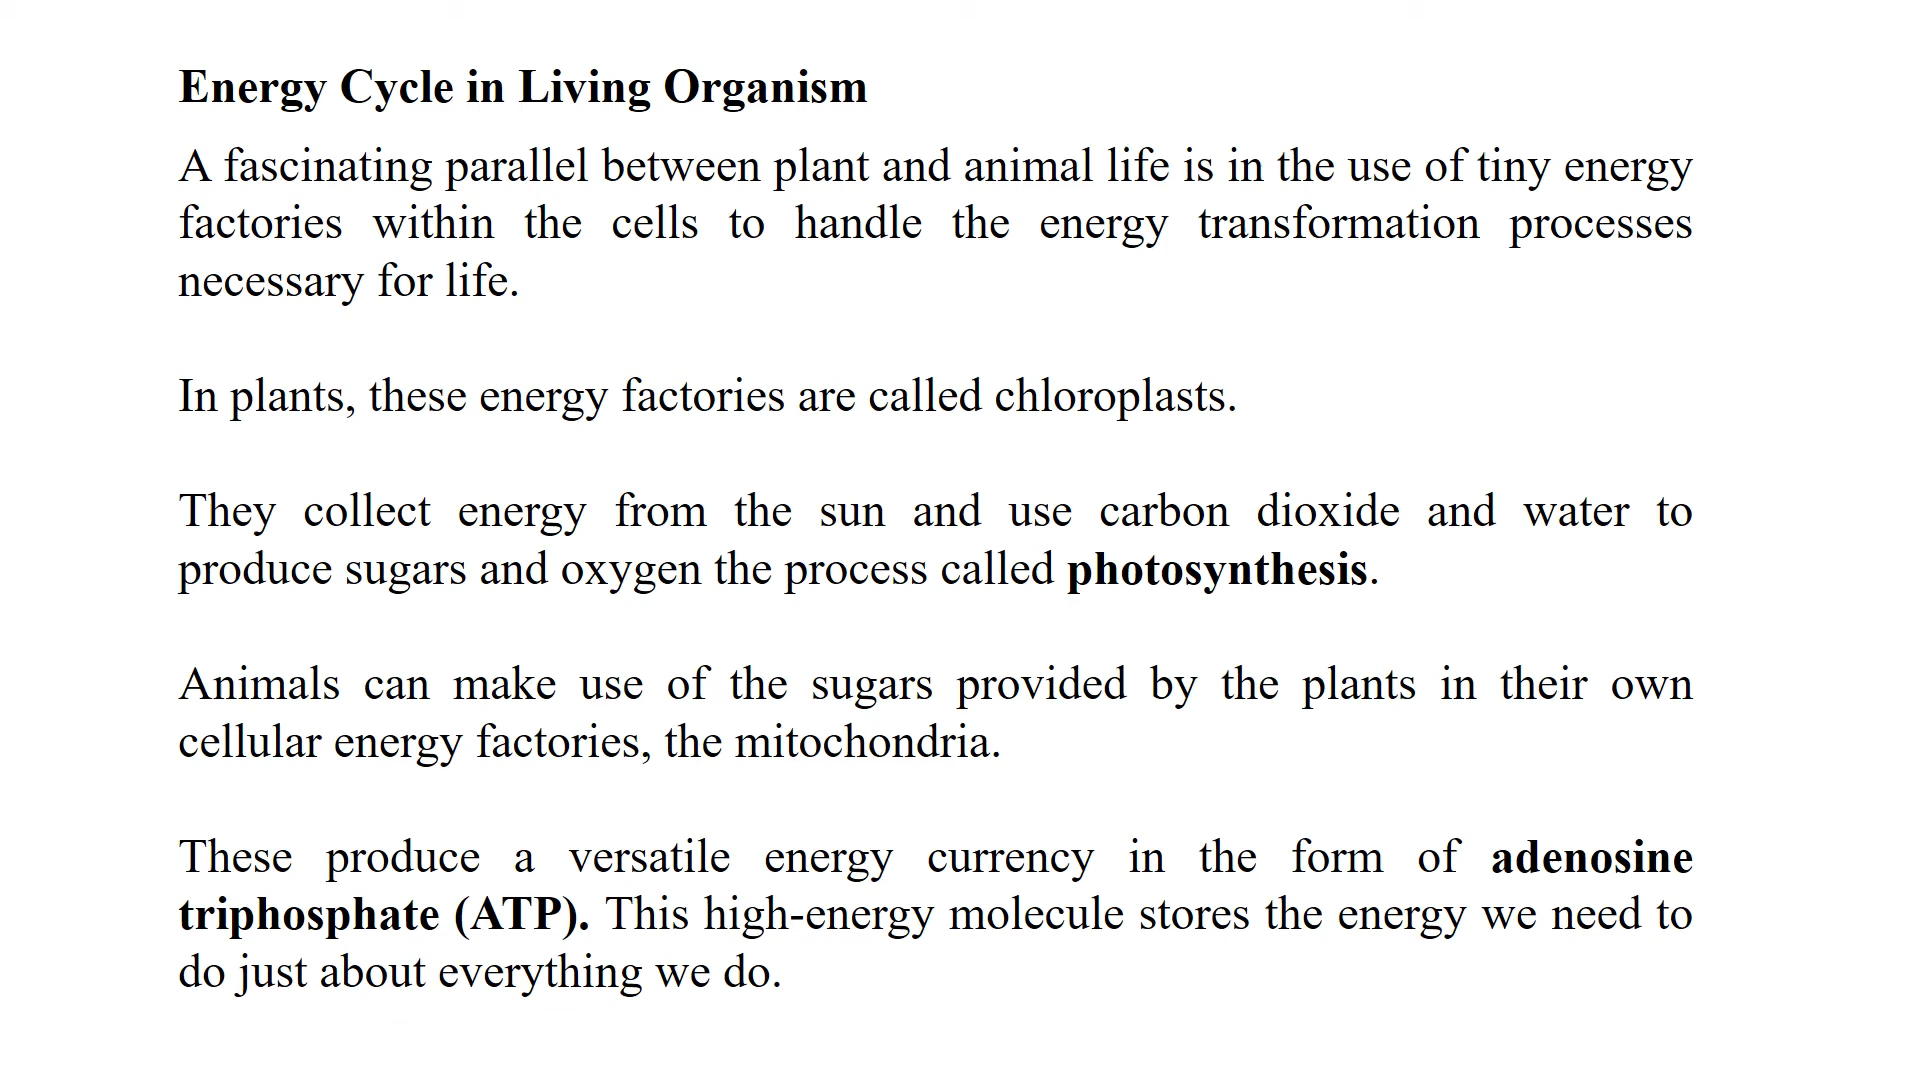 Energy Cycle in Living Organism
A fascinating parallel between plant and animal life is in the use of tiny energy
factories within the cells to handle the energy transformation processes
necessary for life.
In plants, these energy factories are called chloroplasts.
They collect energy from the sun and use carbon dioxide and water to
produce sugars and oxygen the process called photosynthesis.
Animals can make use of the sugars provided by the plants in their own
cellular energy factories, the mitochondria.
These produce a versatile energy currency in the form of adenosine
triphosphate (ATP). This high-energy molecule stores the energy we need to
do just about everything we do.